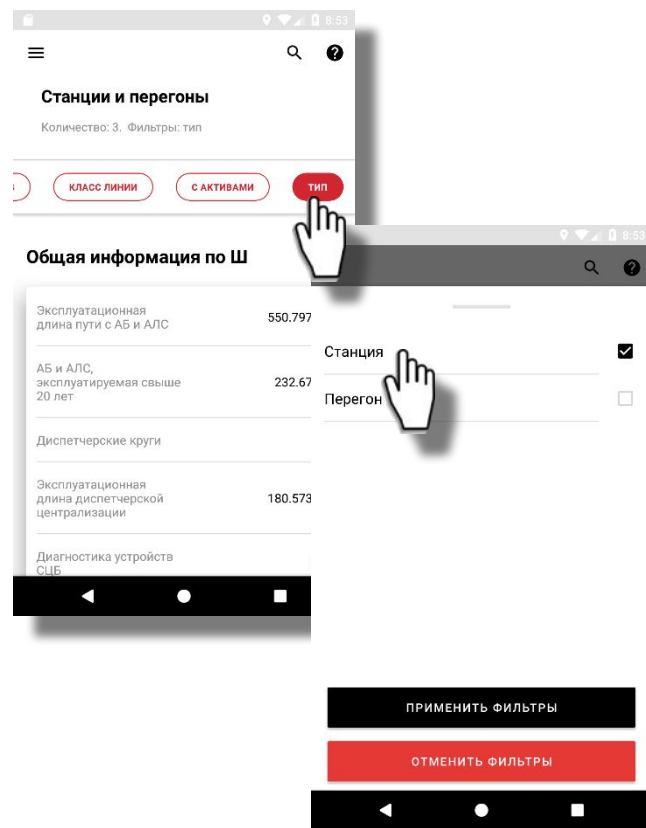 8:53
Станции и перегоны
Количество: 3. Фильтры: тип
КЛАСС ЛИНИИ
С АКТИВАМИ
ТИП
Общая информация по Ш
Эксплуатационная
длина пути с АБ и АЛС
550.797
АБ и АЛС,
эксплуатируемая свыше
20 лет
232.67
Диспетчерские круги
Эксплуатационная
длина диспетчерской
централизации
180.573
Диагностика устройств
СЦБ
8:53
Станция
Перегон
ПРИМЕНИТЬ ФИЛЬТРЫ
ОТМЕНИТЬ ФИЛЬТРЫ